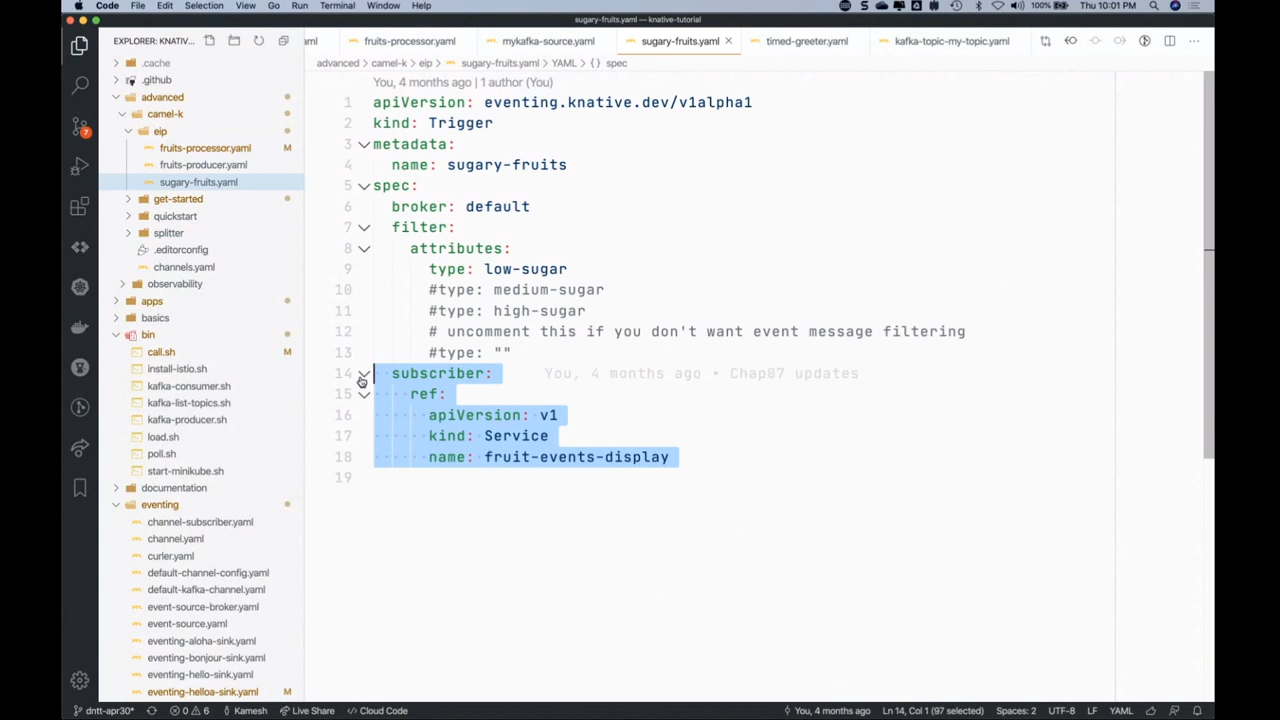 Code File Edit Selection View Go Run Terminal Window Help 100% Thu 10:01 PM
sugary-fruits.yaml — knative-tutorial
EXPLORER: KNATIV...
aml fruits-processor.yaml mykafka-source.yaml sugary-fruits.yaml timed-greeter.yaml kafka-topic-my-topic.yaml
advanced > camel-k > eip > sugary-fruits.yaml > YAML > {} spec
.cache
.github
advanced
camel-k
eip
fruits-processor.yaml M
fruits-producer.yaml
sugary-fruits.yaml
get-started
quickstart
splitter
.editorconfig
channels.yaml
observability
apps
basics
bin
call.sh M
install-istio.sh
kafka-consumer.sh
kafka-list-topics.sh
kafka-producer.sh
load.sh
poll.sh
start-minikube.sh
documentation
eventing
channel-subscriber.yaml
channel.yaml
curler.yaml
default-channel-config.yaml
default-kafka-channel.yaml
event-source-broker.yaml
event-source.yaml
eventing-aloha-sink.yaml
eventing-bonjour-sink.yaml
eventing-hello-sink.yaml
eventing-helloa-sink.yaml M
7
You, 4 months ago | 1 author (You)
1 apiVersion: eventing.knative.dev/v1alpha1
2 kind: Trigger
3 metadata:
4 name: sugary-fruits
5 spec:
6 broker: default
7 filter:
8 attributes:
9 type: low-sugar
10 #type: medium-sugar
11 #type: high-sugar
12 # uncomment this if you don't want event message filtering
13 #type: ""
14 subscriber: You, 4 months ago • Chap07 updates
15 ref:
16 apiVersion: v1
17 kind: Service
18 name: fruit-events-display
19
dntt-apr30* 0 6 Kamesh Live Share Cloud Code You, 4 months ago Ln 14, Col 1 (97 selected) Spaces: 2 UTF-8 LF YAML